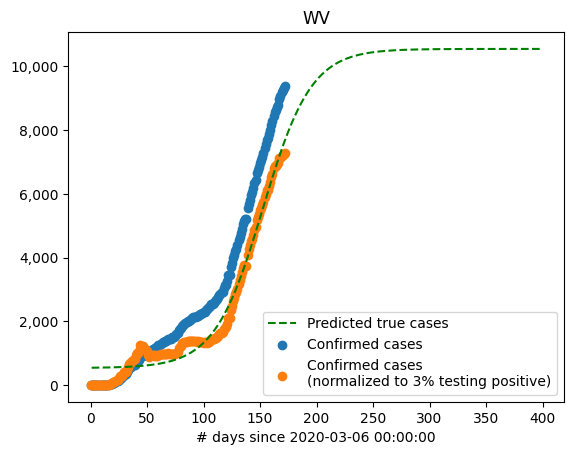 WV
10,000
8,000
6,000
4,000
2,000
0
Predicted true cases
Confirmed cases
Confirmed cases
(normalized to 3% testing positive)
0 50 100 150 200 250 300 350 400
# days since 2020-03-06 00:00:00